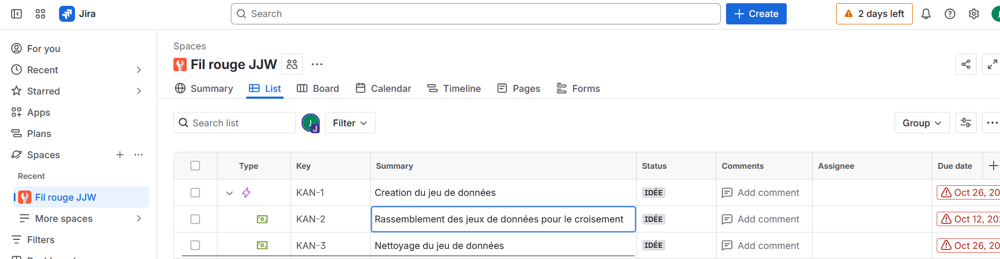 Jira
Search
Create
2 days left
For you
Recent
Starred
Apps
Plans
Spaces
Recent
Fil rouge JJW
More spaces
Filters
Spaces
Fil rouge JJW
Summary List Board Calendar Timeline Pages Forms
Search list J J Filter
Group
Type Key Summary Status Comments Assignee Due date
KAN-1 Creation du jeu de données IDÉE Add comment Oct 26, 20
KAN-2 Rassemblement des jeux de données pour le croisement IDÉE Add comment Oct 12, 20
KAN-3 Nettoyage du jeu de données IDÉE Add comment Oct 26, 20